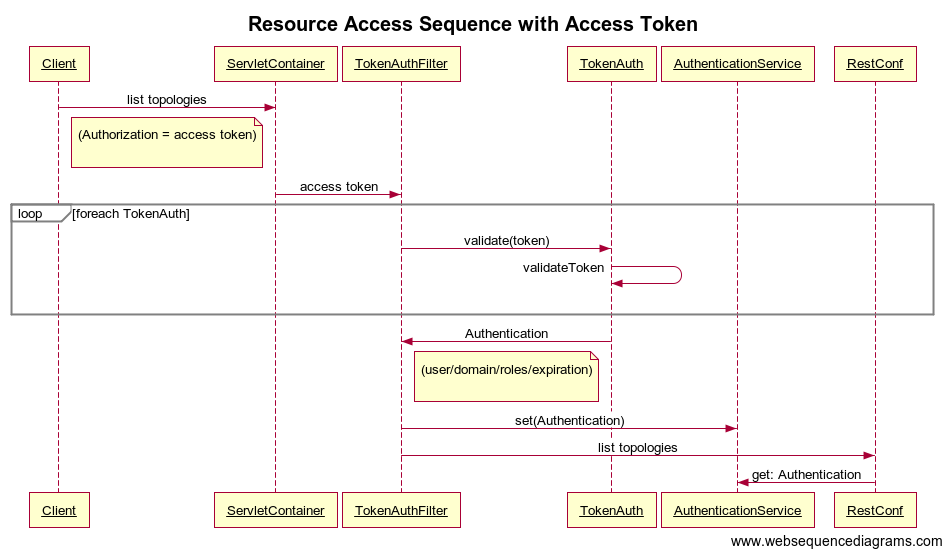 Resource Access Sequence with Access Token
Client
ServletContainer
TokenAuthFilter
TokenAuth
AuthenticationService
RestConf
list topologies
(Authorization = access token)
access token
loop
[foreach TokenAuth]
validate(token)
validateToken
Authentication
(user/domain/roles/expiration)
set(Authentication)
list topologies
get: Authentication
Client
ServletContainer
TokenAuthFilter
TokenAuth
AuthenticationService
RestConf
www.websequencediagrams.com